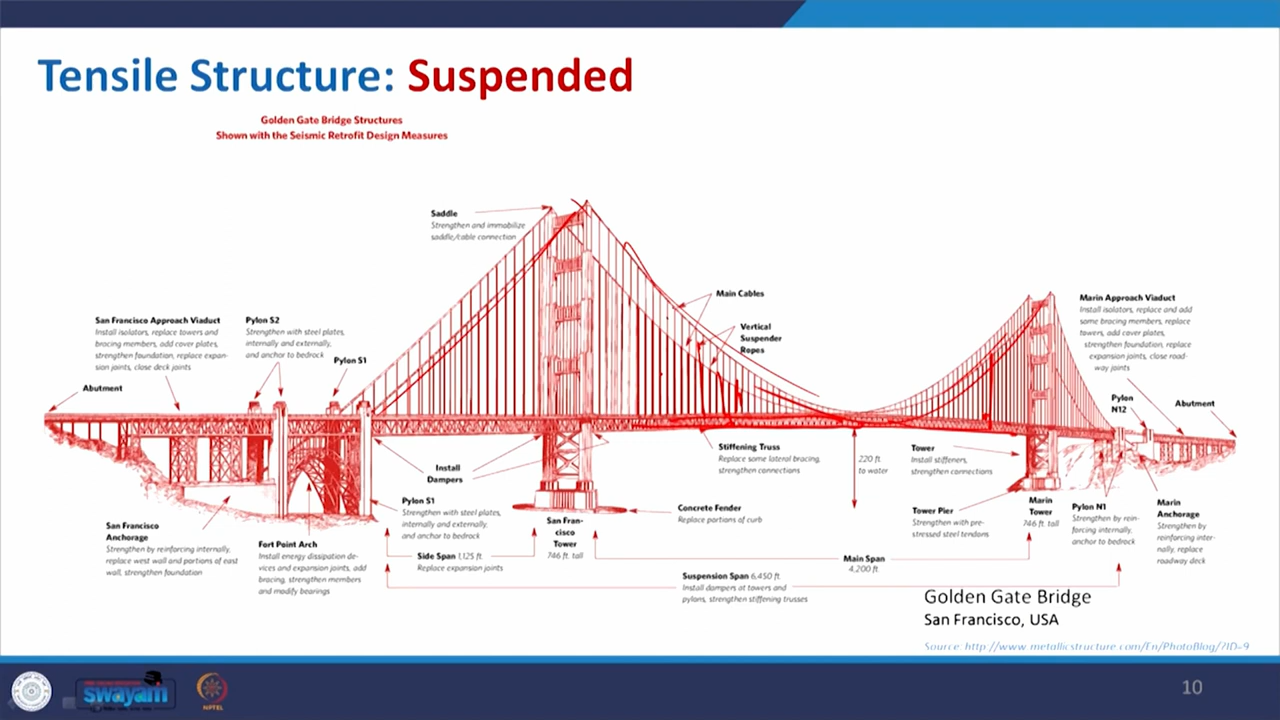 Tensile Structure: Suspended
Golden Gate Bridge Structures
Shown with the Seismic Retrofit Design Measures
Saddle
Strengthen and immobilize
saddle/cable connection
Main Cables
Vertical
Suspender
Ropes
San Francisco Approach Viaduct
Install isolators, replace towers and
bracing members, add cover plates,
strengthen foundation, replace expan-
sion joints, close deck joints
Pylon S2
Strengthen with steel plates,
internally and externally,
and anchor to bedrock
Pylon S1
Abutment
Marin Approach Viaduct
Install isolators, replace and add
some bracing members, replace
towers, add cover plates,
strengthen foundation, replace
expansion joints, close road-
way joints
Pylon
N12
Abutment
Install
Dampers
Stiffening Truss
Replace some lateral bracing,
strengthen connections
220 ft.
to water
Tower
Install stiffeners,
strengthen connections
Pylon S1
Strengthen with steel plates,
internally and externally,
and anchor to bedrock
San Fran-
cisco
Tower
746 ft. tall
Concrete Fender
Replace portions of curb
Tower Pier
Strengthen with pre-
stressed steel tendons
Marin
Tower
746 ft. tall
Pylon N1
Strengthen by rein-
forcing internally,
anchor to bedrock
Marin
Anchorage
Strengthen by
reinforcing inter-
nally, replace
roadway deck
San Francisco
Anchorage
Strengthen by reinforcing internally,
replace west wall and portions of east
wall, strengthen foundation
Fort Point Arch
Install energy dissipation de-
vices and expansion joints, add
bracing, strengthen members
and modify bearings
Side Span 1,125 ft.
Replace expansion joints
Main Span
4,200 ft.
Suspension Span 6,450 ft.
Install dampers at towers and
pylons, strengthen stiffening trusses
Golden Gate Bridge
San Francisco, USA
Source: http://www.metallicstructure.com/En/PhotoBlog/?ID=9
swayam
NPTEL
10